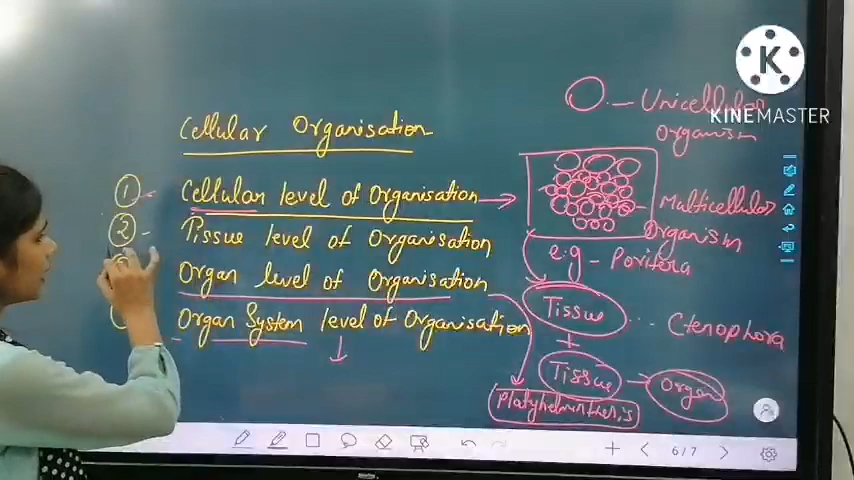 K
KINEMASTER
Unicellular
organism
Cellular Organisation
1 - Cellular level of Organisation
2 - Tissue level of Organisation
Organ level of Organisation
Organ System level of Organisation
Multicellular
Organism
e.g - Porifera
Tissue ... Ctenophora
+
Tissue - Organ
Platyhelminthes
6/7